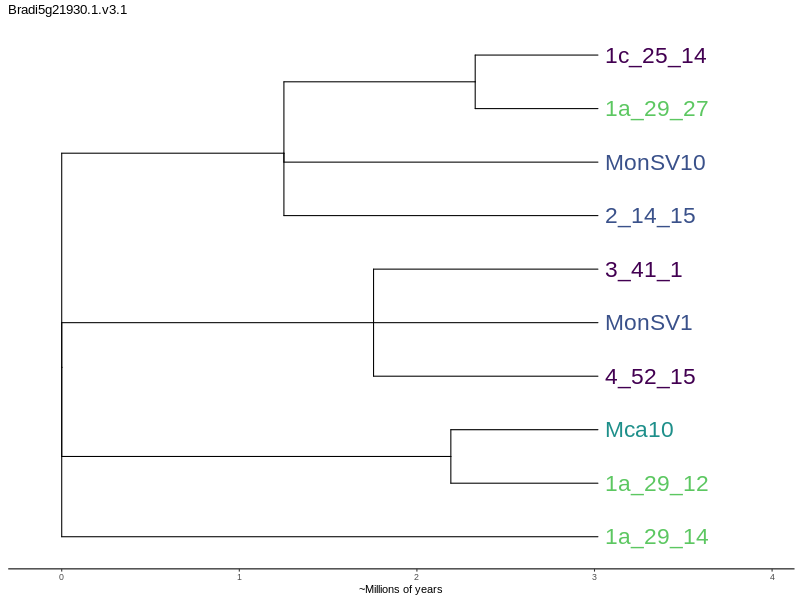 Bradi5g21930.1.v3.1
1c_25_14
1a_29_27
MonSV10
2_14_15
3_41_1
MonSV1
4_52_15
Mca10
1a_29_12
1a_29_14
0 1 2 3 4
~Millions of years